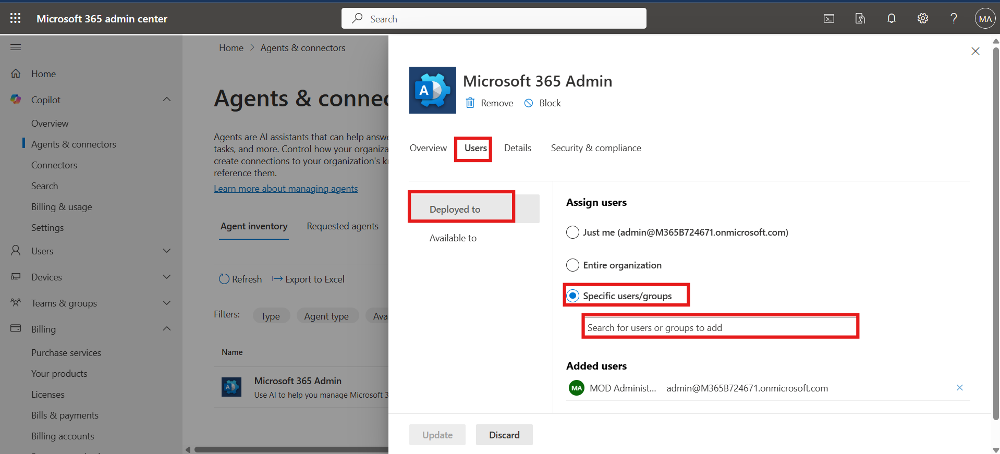 Microsoft 365 admin center
Search
MA
Home
Copilot
Overview
Agents & connectors
Connectors
Search
Billing & usage
Settings
Users
Devices
Teams & groups
Billing
Purchase services
Your products
Licenses
Bills & payments
Billing accounts
Home > Agents & connectors
Agents & connec
Agents are AI assistants that can help answe
tasks, and more. Control how your organiza
create connections to your organization's k
reference them.
Learn more about managing agents
Agent inventory
Requested agents
Refresh
Export to Excel
Filters:
Type
Agent type
Ava
Name
Microsoft 365 Admin
Use AI to help you manage Microsoft 3
A
Microsoft 365 Admin
Remove
Block
Overview
Users
Details
Security & compliance
Deployed to
Available to
Assign users
Just me (admin@M365B724671.onmicrosoft.com)
Entire organization
Specific users/groups
Search for users or groups to add
Added users
MA
MOD Administ...
admin@M365B724671.onmicrosoft.com
Update
Discard